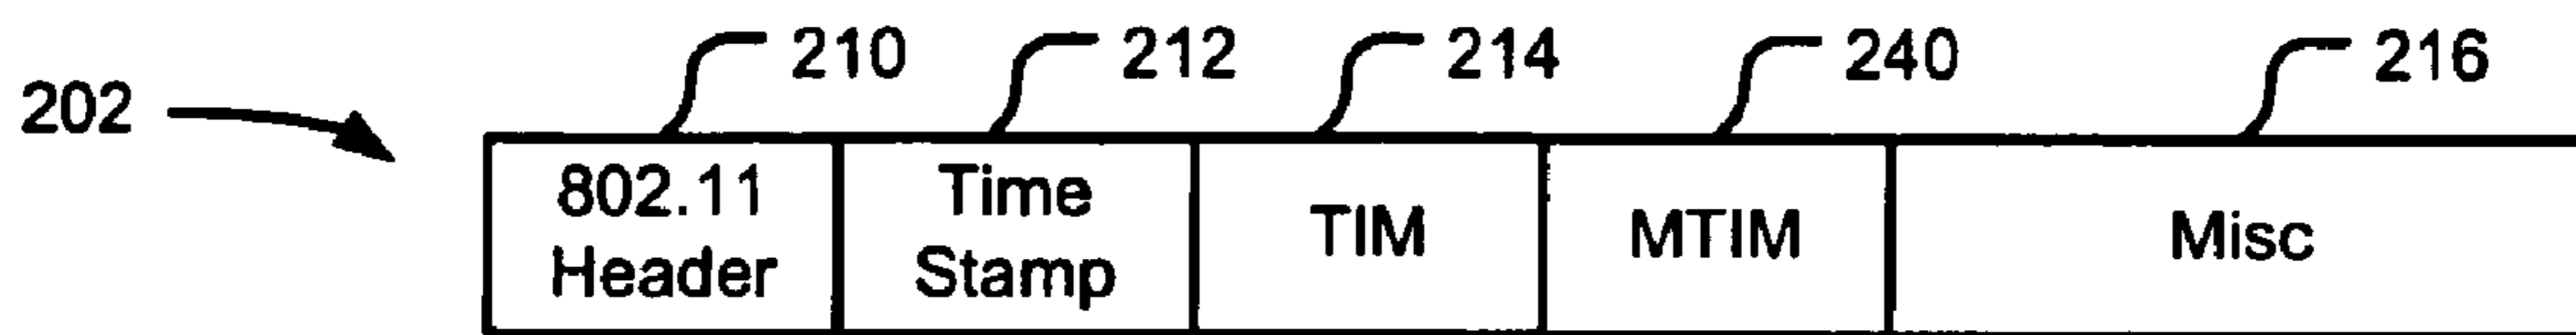 210 212 214 240 216
202
802.11 Time
TIM MTIM Misc
Header Stamp